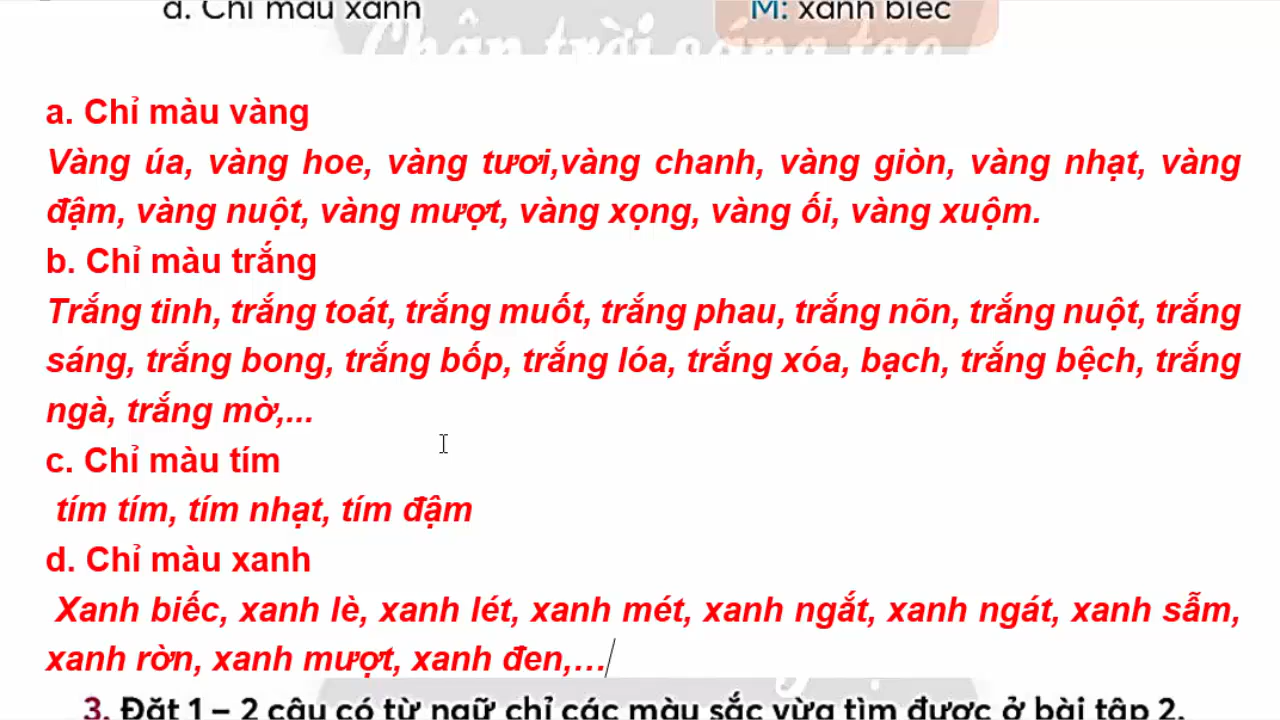 d. Chỉ màu xanh
M: xanh biếc
Chân trời sáng tạo
a. Chỉ màu vàng
Vàng úa, vàng hoe, vàng tươi,vàng chanh, vàng giòn, vàng nhạt, vàng
đậm, vàng nuột, vàng mượt, vàng xọng, vàng ối, vàng xuộm.
b. Chỉ màu trắng
Trắng tinh, trắng toát, trắng muốt, trắng phau, trắng nõn, trắng nuột, trắng
sáng, trắng bong, trắng bốp, trắng lóa, trắng xóa, bạch, trắng bệch, trắng
ngà, trắng mờ,...
c. Chỉ màu tím
tím tím, tím nhạt, tím đậm
d. Chỉ màu xanh
Xanh biếc, xanh lè, xanh lét, xanh mét, xanh ngắt, xanh ngát, xanh sẫm,
xanh rờn, xanh mượt, xanh đen,…
3. Đặt 1 – 2 câu có từ ngữ chỉ các màu sắc vừa tìm được ở bài tập 2.